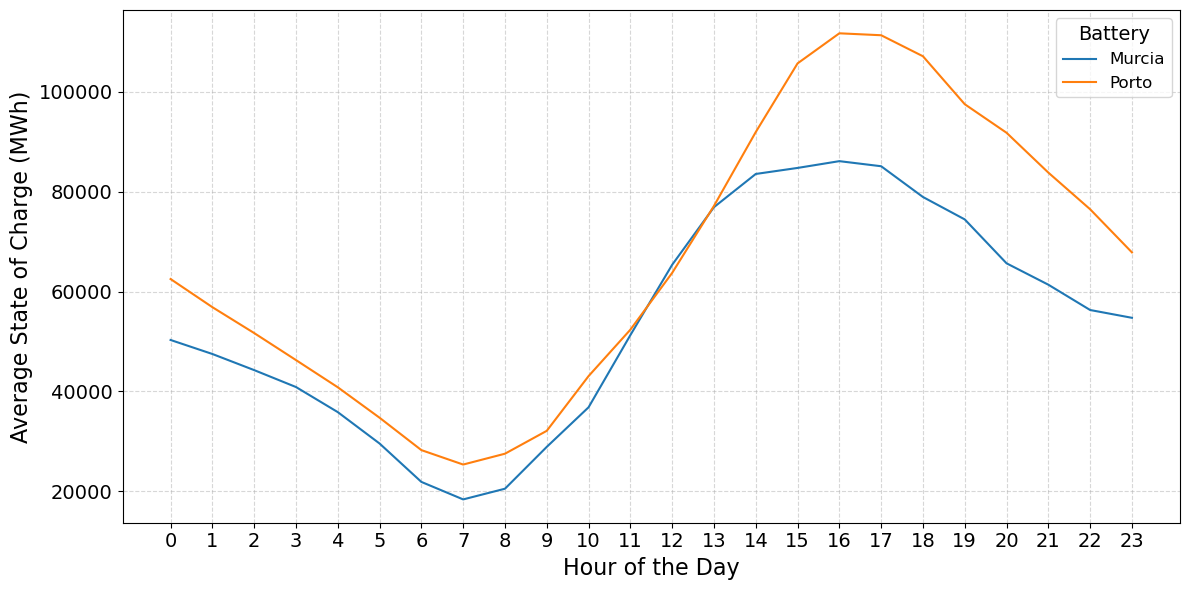 Battery
Murcia
Porto
Average State of Charge (MWh)
100000
80000
60000
40000
20000
0 1 2 3 4 5 6 7 8 9 10 11 12 13 14 15 16 17 18 19 20 21 22 23
Hour of the Day